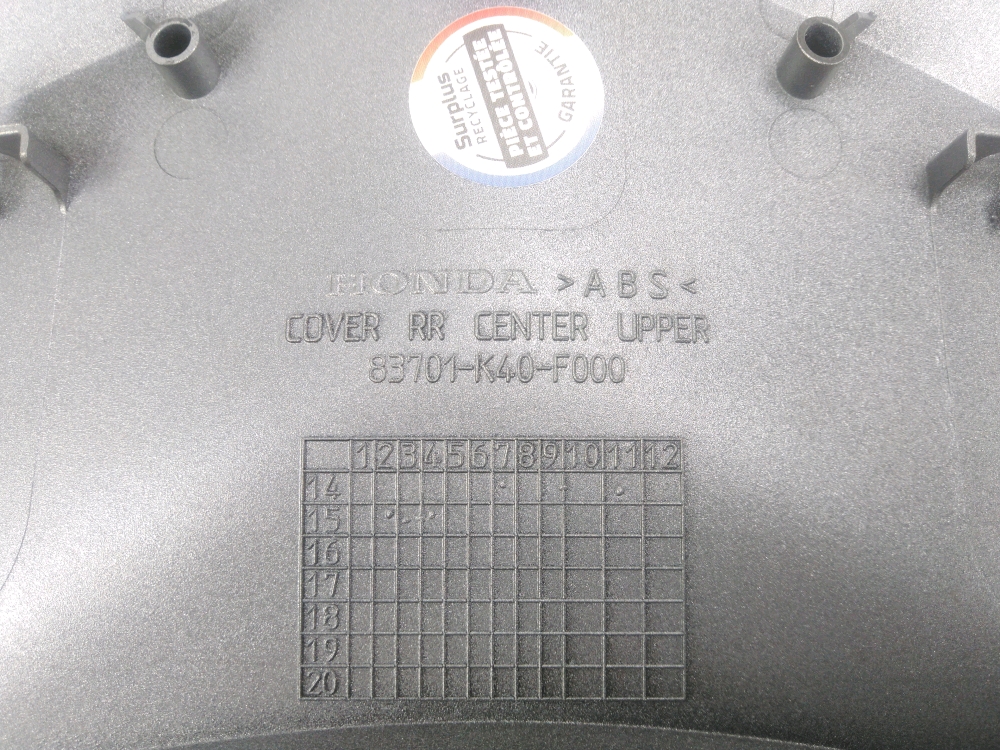 Surplus
RECYCLAGE
PIÈCE TESTÉE
ET CONTRÔLÉE
GARANTIE
HONDA >ABS<
COVER RR CENTER UPPER
83701-K40-F000
1 2 3 4 5 6 7 8 9 10 11 12
14
15
16
17
18
19
20